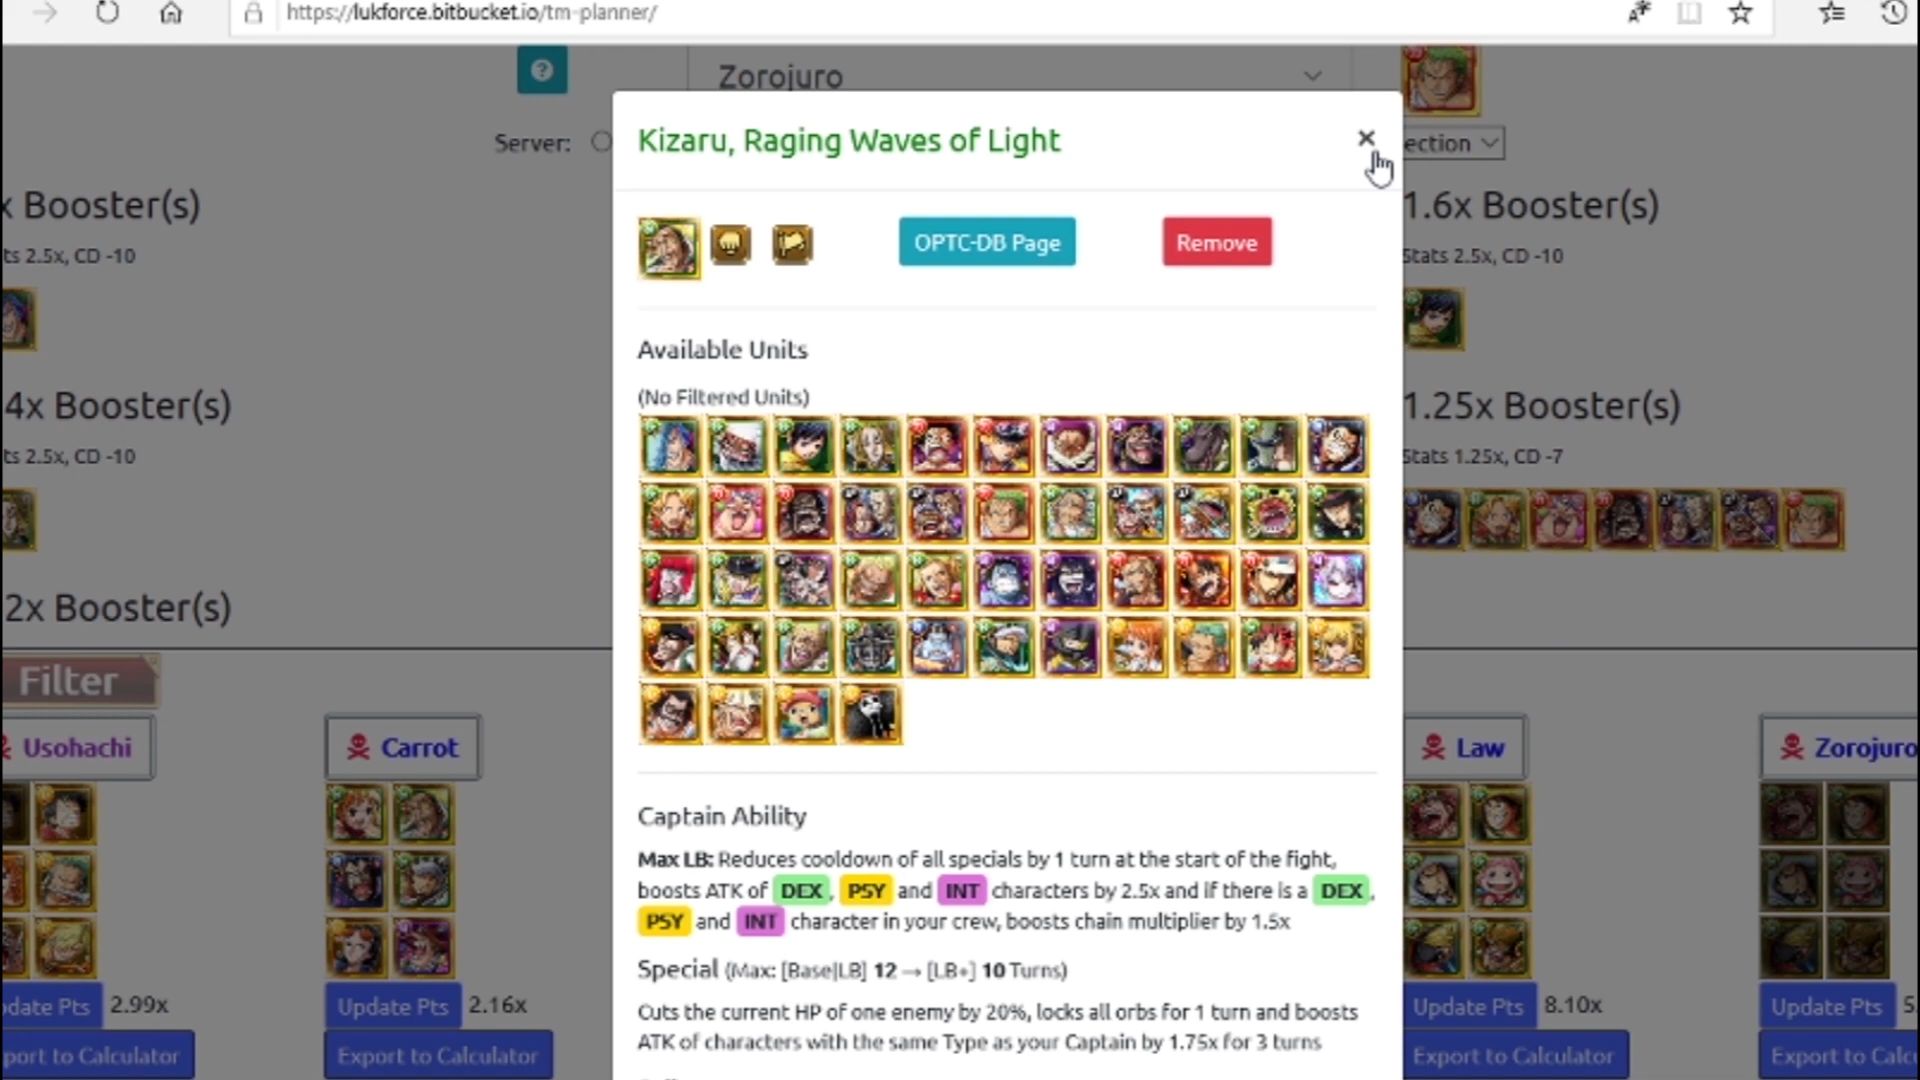 https://lukforce.bitbucket.io/tm-planner/
?
Zorojuro
Server:
Kizaru, Raging Waves of Light
×
ection
x Booster(s)
1.6x Booster(s)
ts 2.5x, CD -10
OPTC-DB Page
Remove
Stats 2.5x, CD -10
Available Units
(No Filtered Units)
4x Booster(s)
1.25x Booster(s)
ts 2.5x, CD -10
Stats 1.25x, CD -7
2x Booster(s)
Filter
Usohachi
Carrot
Law
Zorojuro
Captain Ability
Max LB: Reduces cooldown of all specials by 1 turn at the start of the fight,
boosts ATK of DEX, PSY and INT characters by 2.5x and if there is a DEX,
PSY and INT character in your crew, boosts chain multiplier by 1.5x
Special (Max: [Base|LB] 12 → [LB+] 10 Turns)
Cuts the current HP of one enemy by 20%, locks all orbs for 1 turn and boosts
ATK of characters with the same Type as your Captain by 1.75x for 3 turns
pdate Pts 2.99x
Update Pts 2.16x
Update Pts 8.10x
Update Pts 5.
port to Calculator
Export to Calculator
Export to Calculator
Export to Calc